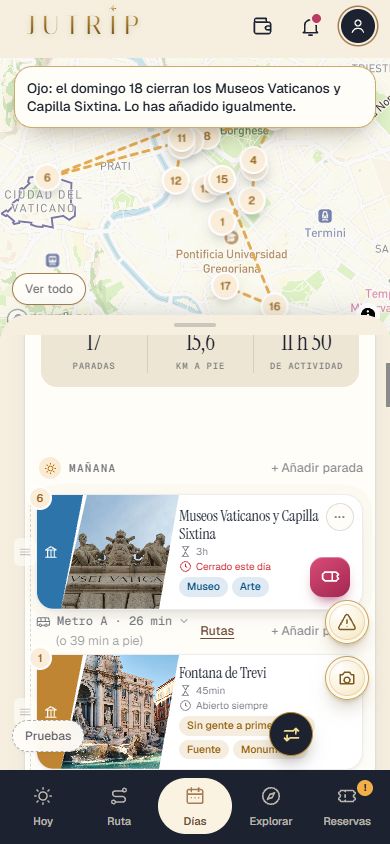 JUTRIP
Ojo: el domingo 18 cierran los Museos Vaticanos y
Capilla Sixtina. Lo has añadido igualmente.
Borghese
11
8
4
6
PRATI
12
15
2
CIUDAD DEL
VATICANO
1
Termini
Pontificia Universidad
Gregoriana
17
16
Ver todo
17
15,6
11 h 50
PARADAS
KM A PIE
DE ACTIVIDAD
MAÑANA
+ Añadir parada
6
Museos Vaticanos y Capilla
Sixtina
3h
Cerrado este día
Museo
Arte
Metro A · 26 min
(o 39 min a pie)
Rutas
+ Añadir
1
Fontana de Trevi
45min
Abierto siempre
Sin gente a prime
Fuente
Monum
Pruebas
Hoy
Ruta
Días
Explorar
Reservas